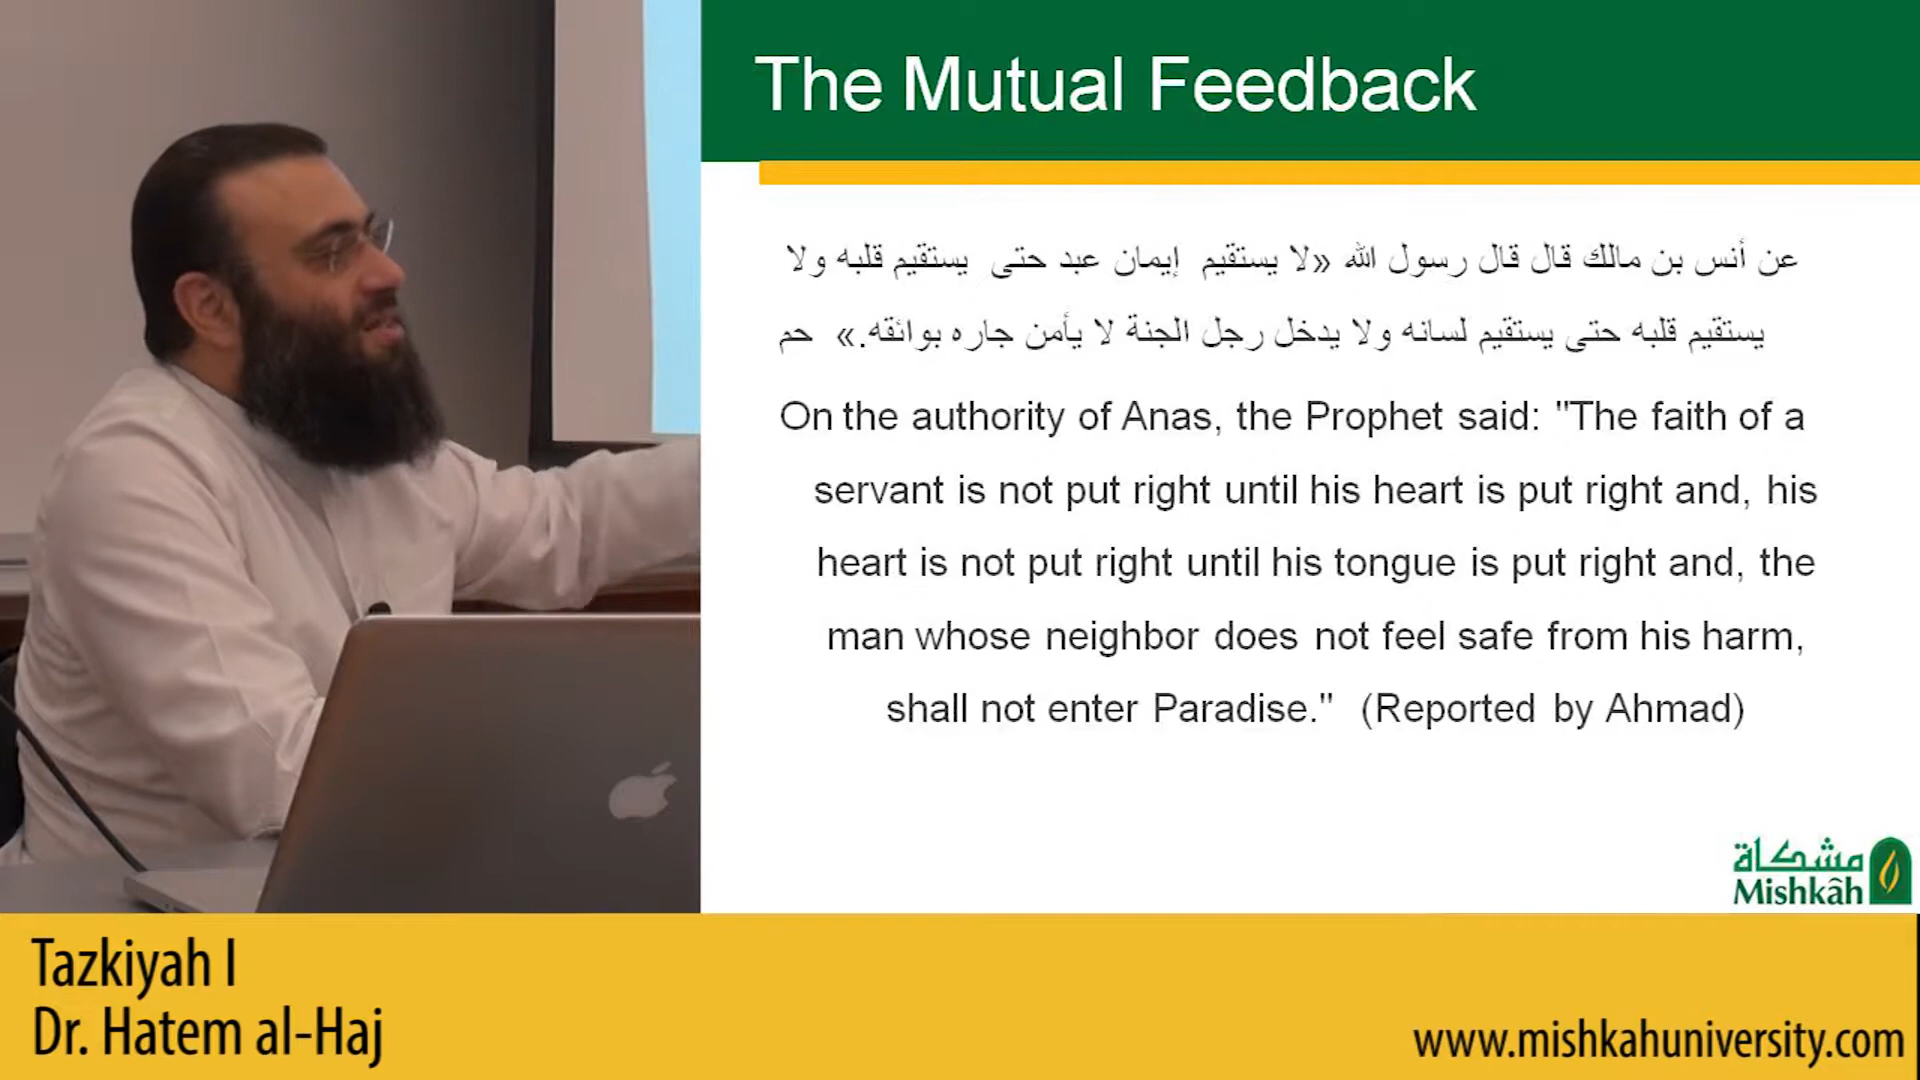 The Mutual Feedback
عن أنس بن مالك قال قال رسول الله «لا يستقيم إيمان عبد حتى يستقيم قلبه ولا
يستقيم قلبه حتى يستقيم لسانه ولا يدخل رجل الجنة لا يأمن جاره بوائقه.» حم
On the authority of Anas, the Prophet said: "The faith of a
servant is not put right until his heart is put right and, his
heart is not put right until his tongue is put right and, the
man whose neighbor does not feel safe from his harm,
shall not enter Paradise." (Reported by Ahmad)
مشكاة
Mishkâh
Tazkiyah I
Dr. Hatem al-Haj
www.mishkahuniversity.com